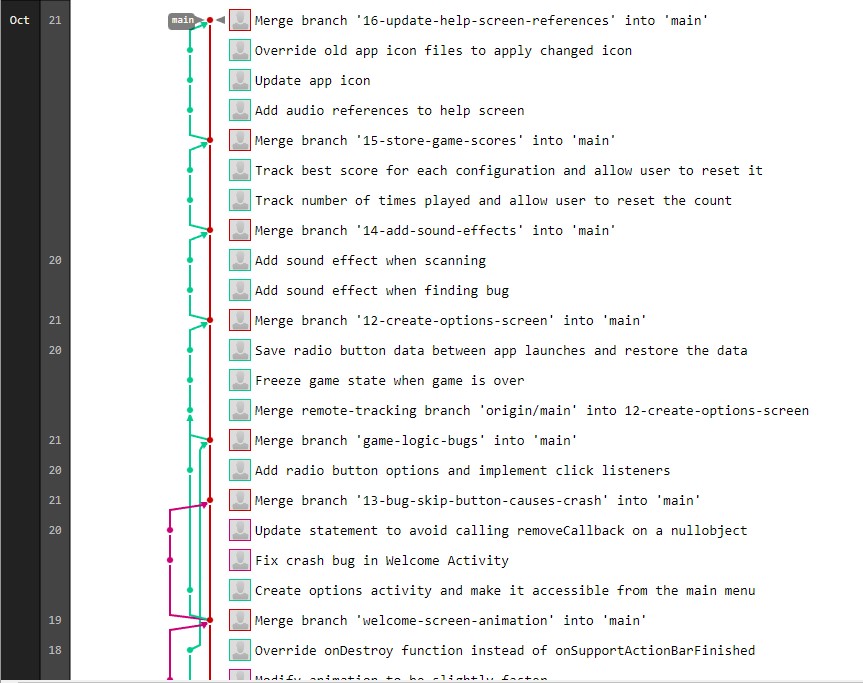 Oct 21 main Merge branch '16-update-help-screen-references' into 'main'
Override old app icon files to apply changed icon
Update app icon
Add audio references to help screen
Merge branch '15-store-game-scores' into 'main'
Track best score for each configuration and allow user to reset it
Track number of times played and allow user to reset the count
Merge branch '14-add-sound-effects' into 'main'
20 Add sound effect when scanning
Add sound effect when finding bug
21 Merge branch '12-create-options-screen' into 'main'
20 Save radio button data between app launches and restore the data
Freeze game state when game is over
Merge remote-tracking branch 'origin/main' into 12-create-options-screen
21 Merge branch 'game-logic-bugs' into 'main'
20 Add radio button options and implement click listeners
21 Merge branch '13-bug-skip-button-causes-crash' into 'main'
20 Update statement to avoid calling removeCallback on a nullobject
Fix crash bug in Welcome Activity
Create options activity and make it accessible from the main menu
19 Merge branch 'welcome-screen-animation' into 'main'
18 Override onDestroy function instead of onSupportActionBarFinished
Modify animation to be slightly faster